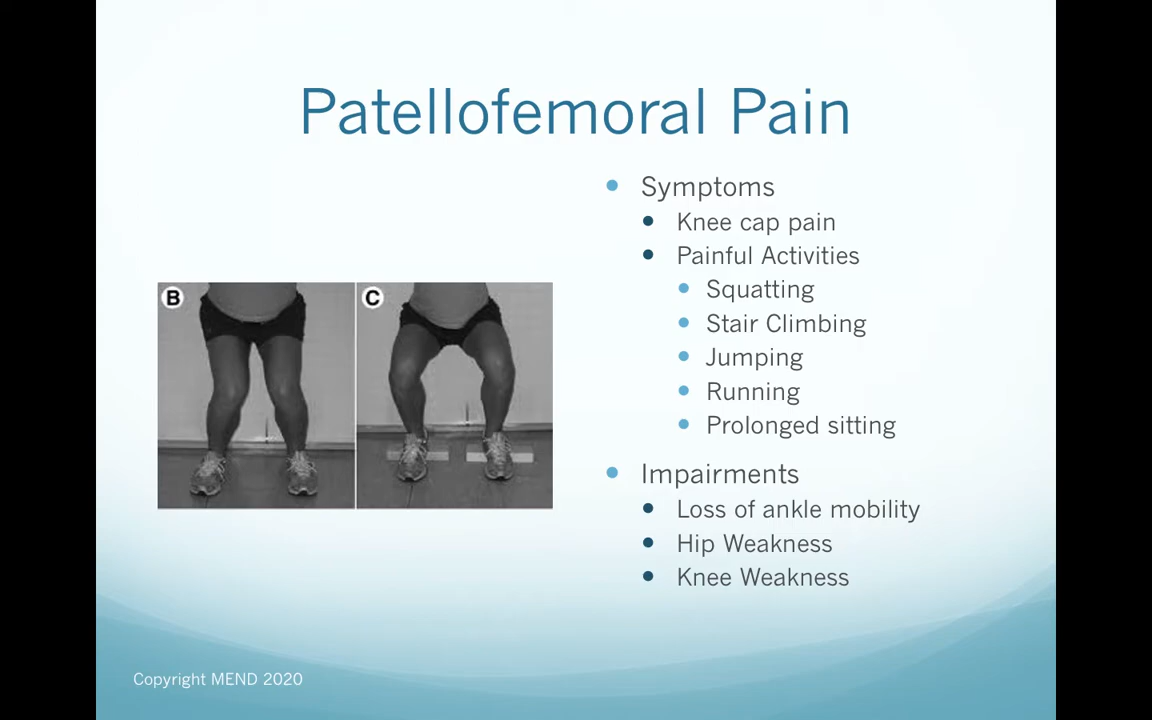 Patellofemoral Pain
B
C
Symptoms
Knee cap pain
Painful Activities
Squatting
Stair Climbing
Jumping
Running
Prolonged sitting
Impairments
Loss of ankle mobility
Hip Weakness
Knee Weakness
Copyright MEND 2020